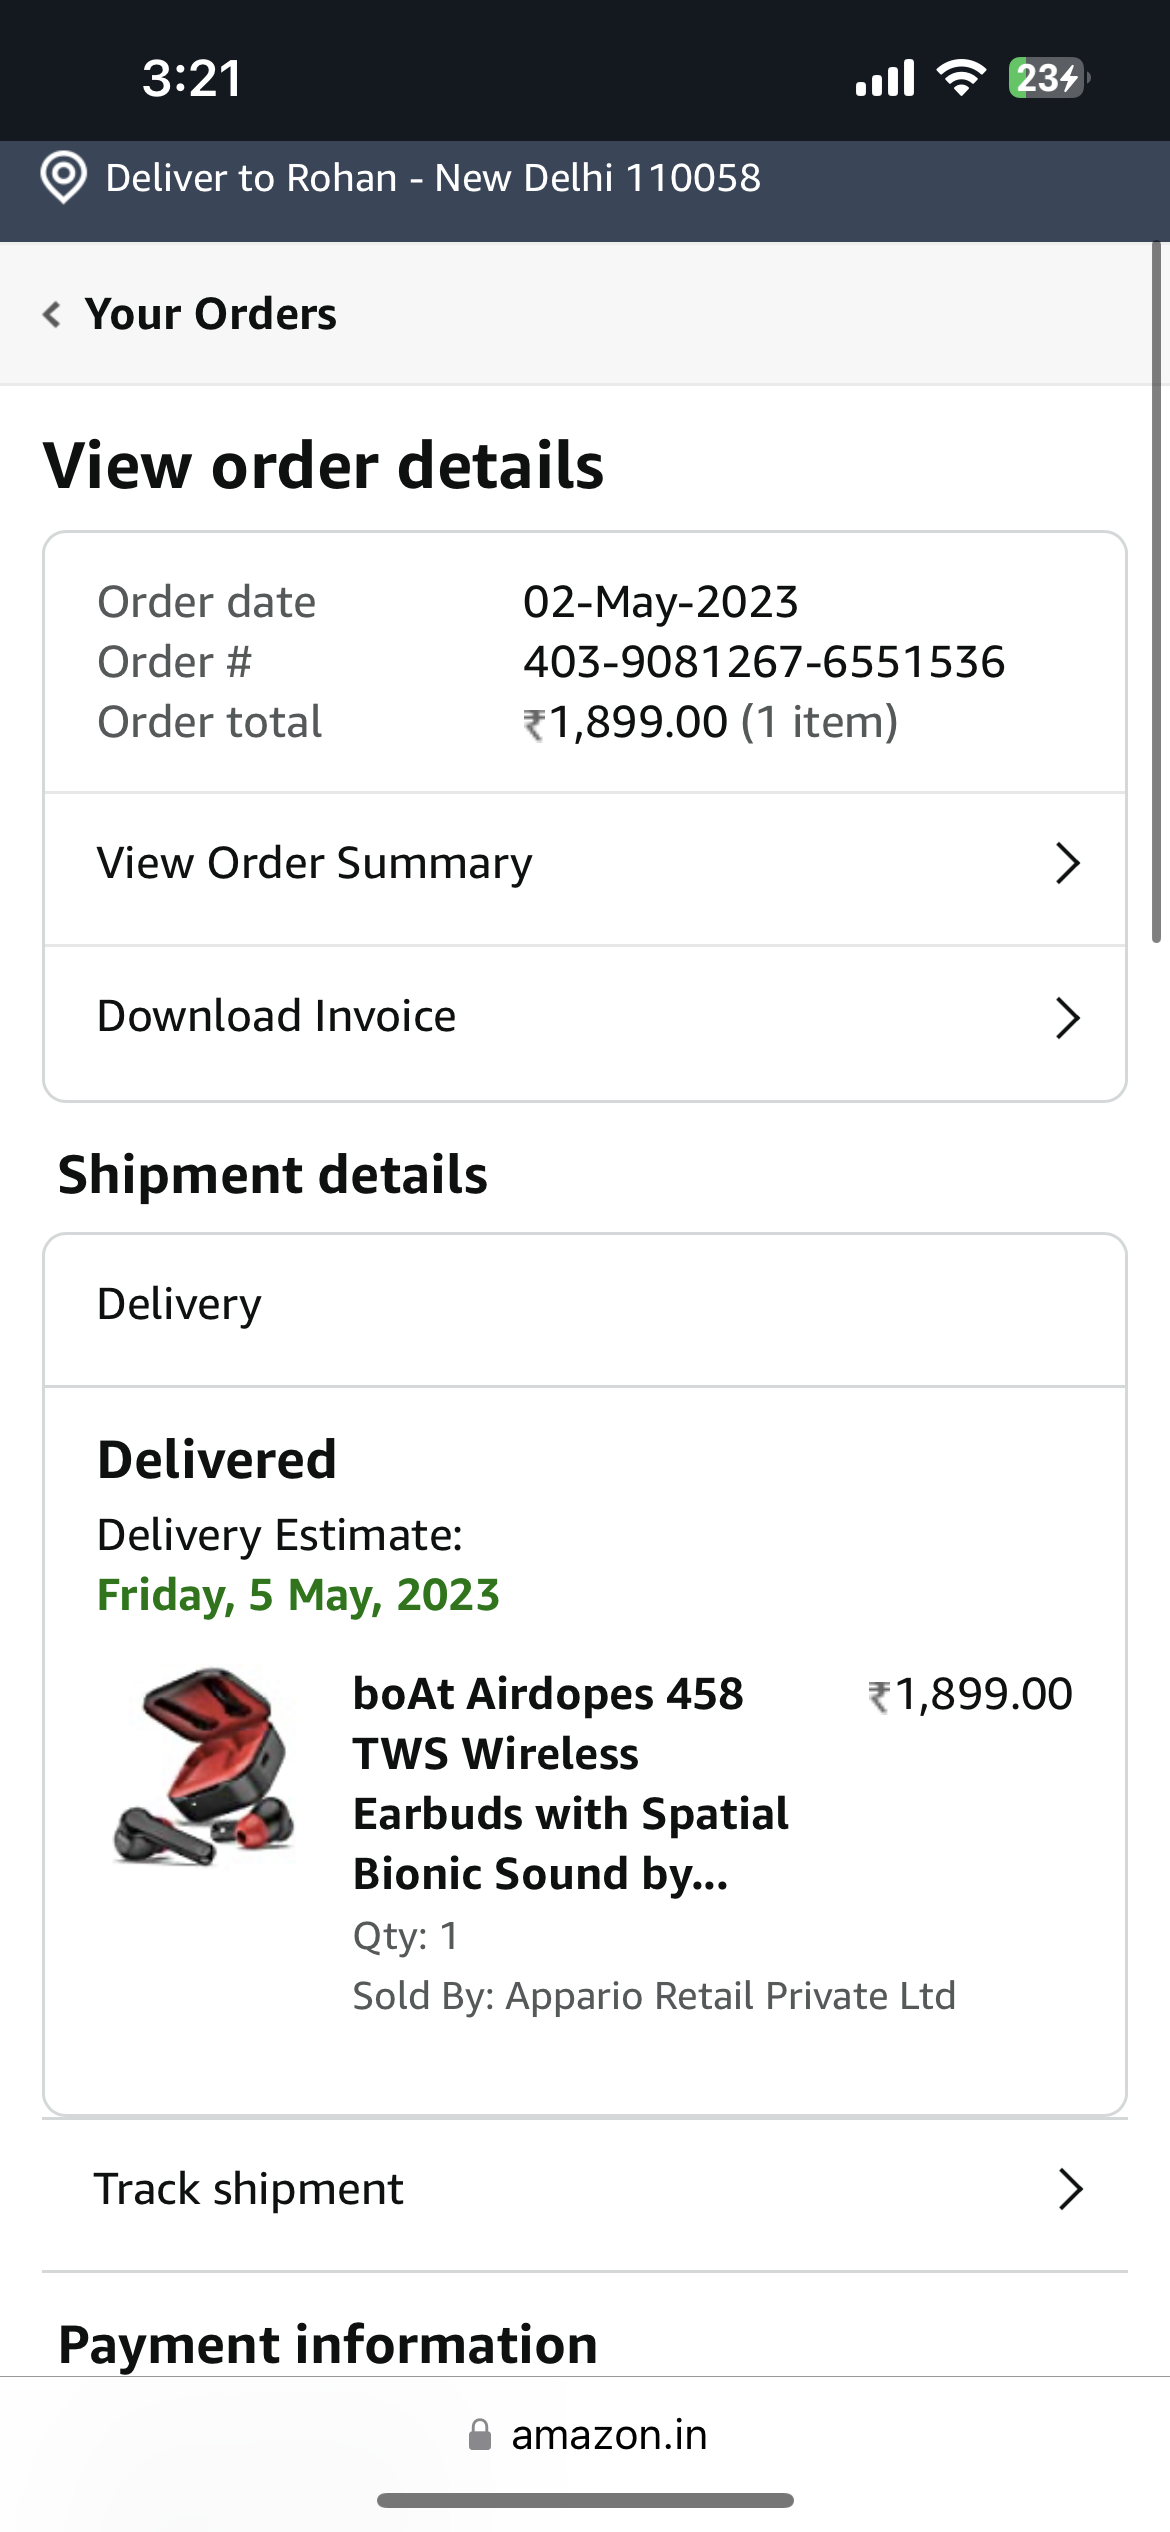 3:21
23
Deliver to Rohan - New Delhi 110058
Your Orders
View order details
Order date 02-May-2023
Order # 403-9081267-6551536
Order total ₹1,899.00 (1 item)
View Order Summary
Download Invoice
Shipment details
Delivery
Delivered
Delivery Estimate:
Friday, 5 May, 2023
boAt Airdopes 458 ₹1,899.00
TWS Wireless
Earbuds with Spatial
Bionic Sound by...
Qty: 1
Sold By: Appario Retail Private Ltd
Track shipment
Payment information
amazon.in